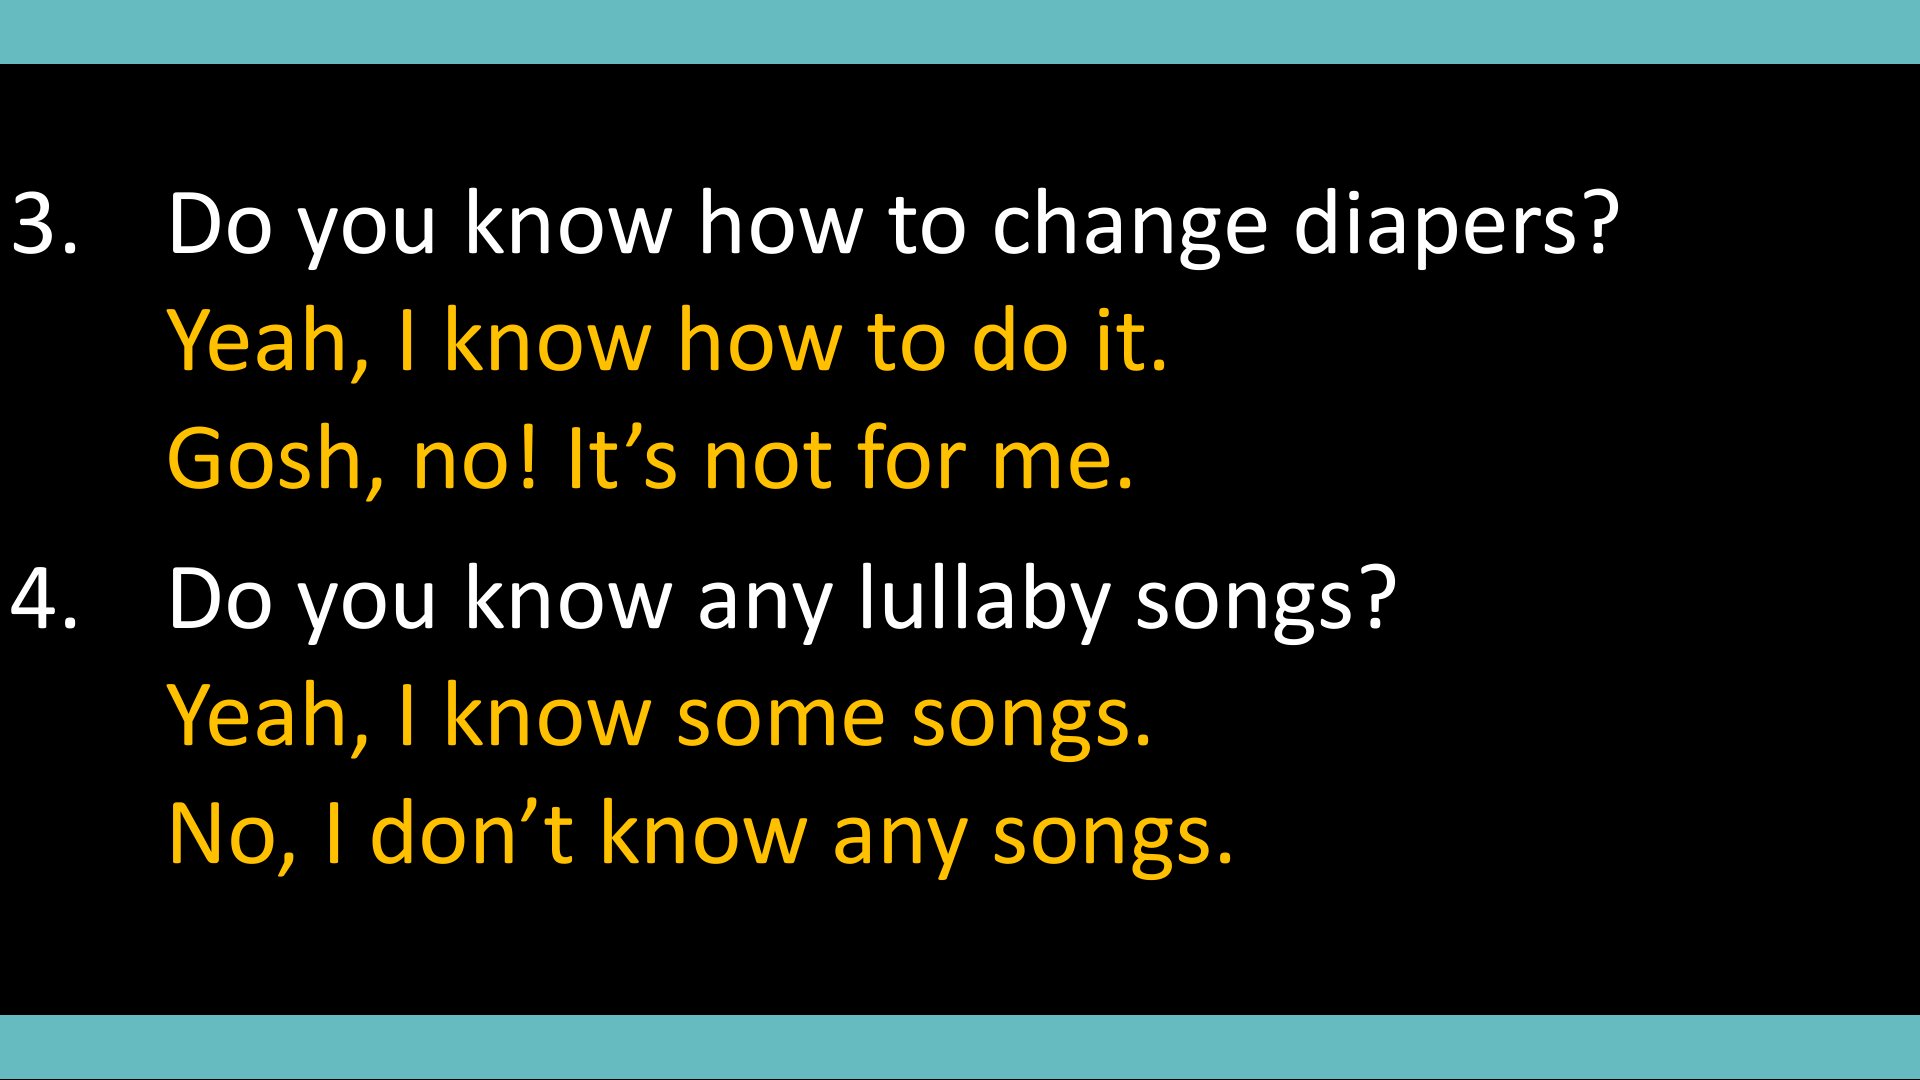 3. Do you know how to change diapers?
Yeah, I know how to do it.
Gosh, no! It’s not for me.
4. Do you know any lullaby songs?
Yeah, I know some songs.
No, I don’t know any songs.